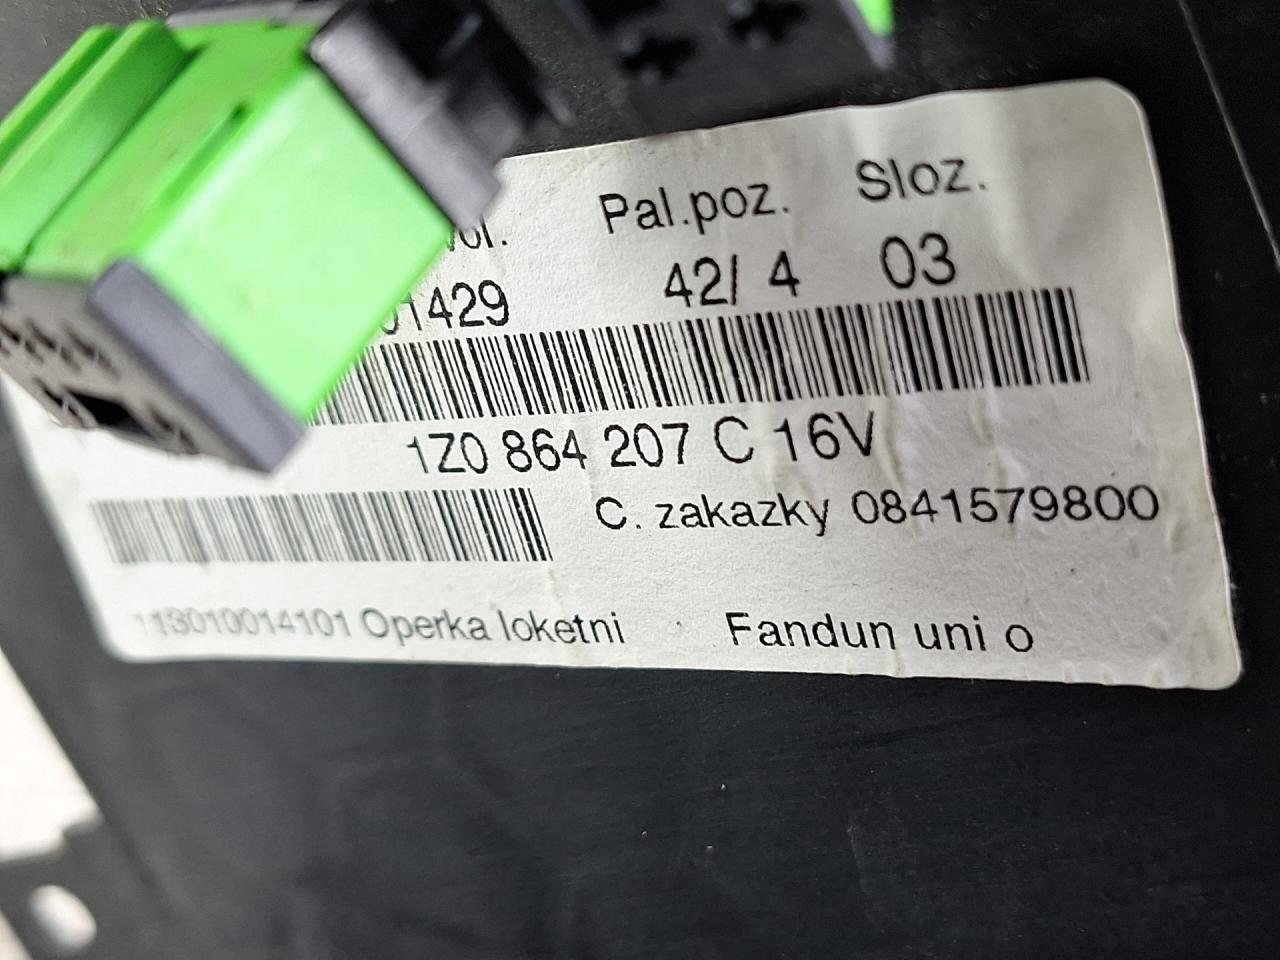 Pal.poz. Sloz.
1429 42/ 4 03
1Z0 864 207 C 16V
C. zakazky 0841579800
113010014101 Operka loketni Fandun uni o